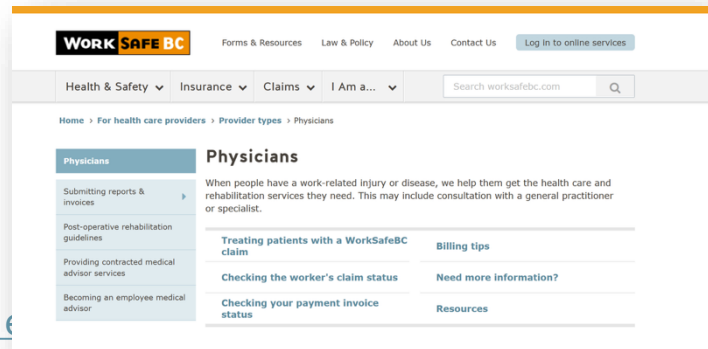 WORK SAFE BC
Forms & Resources Law & Policy About Us Contact Us Log in to online services
Health & Safety Insurance Claims I Am a... Search worksafebc.com
Home > For health care providers > Provider types > Physicians
Physicians
Submitting reports &
invoices
Post-operative rehabilitation
guidelines
Providing contracted medical
advisor services
Becoming an employee medical
advisor
Physicians
When people have a work-related injury or disease, we help them get the health care and
rehabilitation services they need. This may include consultation with a general practitioner
or specialist.
Treating patients with a WorkSafeBC
claim
Checking the worker's claim status
Checking your payment invoice
status
Billing tips
Need more information?
Resources